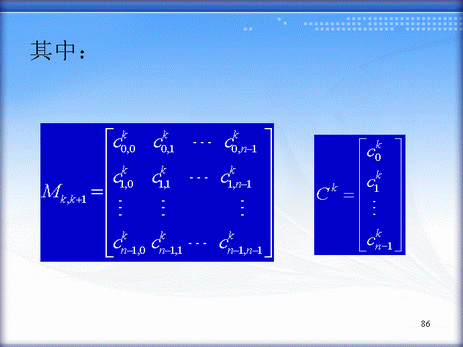 其中：
M_{k,k+1} = [ c^k_{0,0} c^k_{0,1} ⋯ c^k_{0,n−1}
c^k_{1,0} c^k_{1,1} ⋯ c^k_{1,n−1}
⋮ ⋮ ⋮
c^k_{n−1,0} c^k_{n−1,1} ⋯ c^k_{n−1,n−1} ]
C^k = [ c^k_0
c^k_1
⋮
c^k_{n−1} ]
86